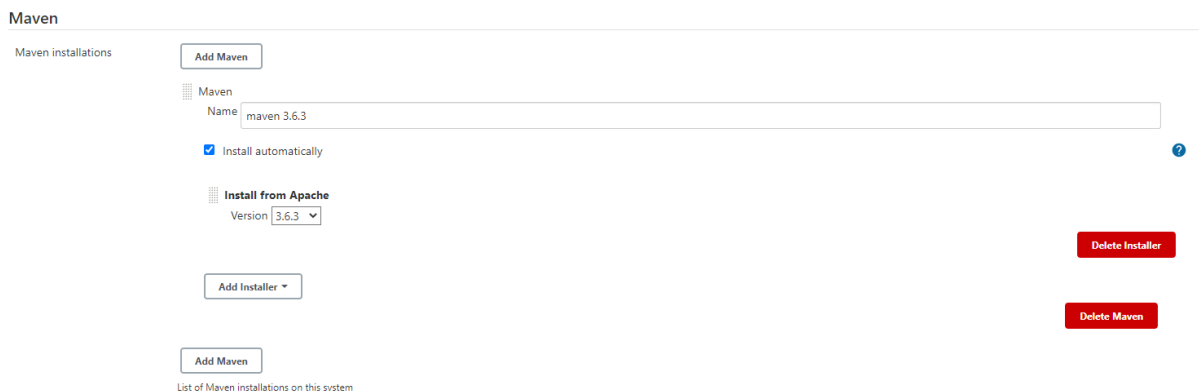 Maven
Maven installations
Add Maven
Maven
Name maven 3.6.3
Install automatically
?
Install from Apache
Version 3.6.3
Delete Installer
Add Installer
Delete Maven
Add Maven
List of Maven installations on this system